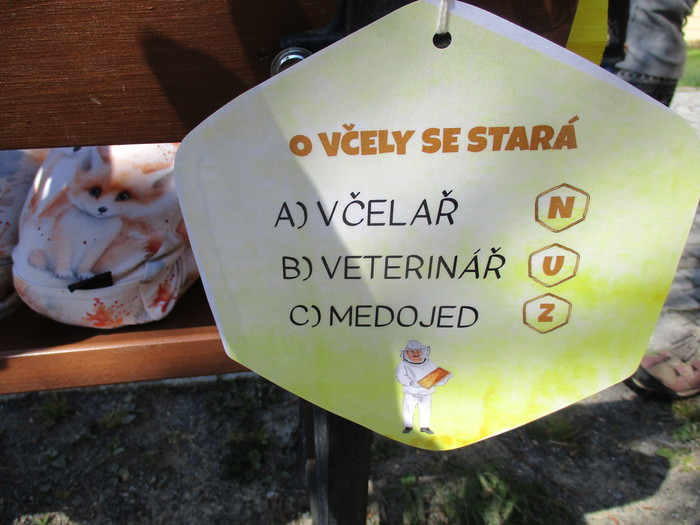 O VČELY SE STARÁ
A) VČELAŘ N
B) VETERINÁŘ U
C) MEDOJED Z